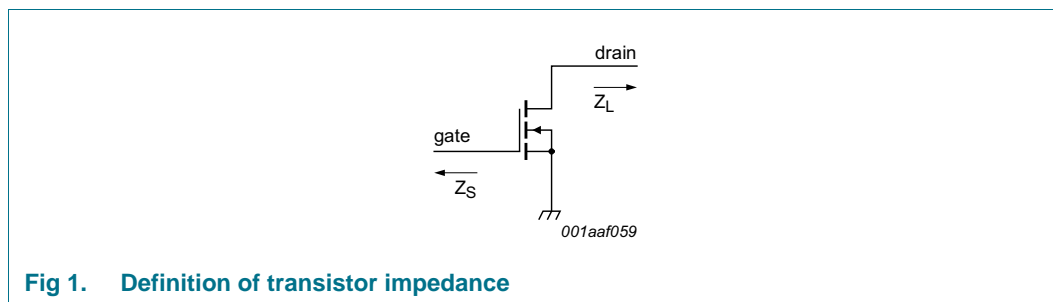 drain
Z_L
gate
Z_S
001aaf059
Fig 1. Definition of transistor impedance